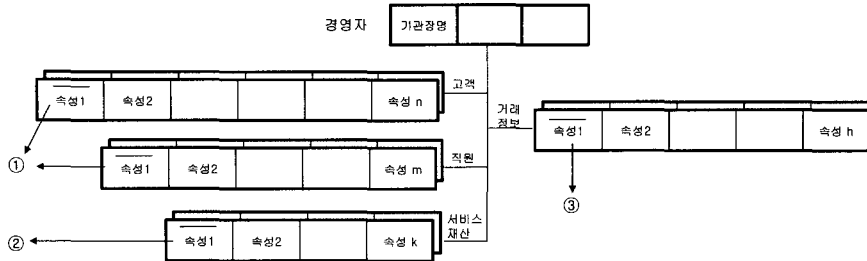 경영자 기관장명
고객
속성1 속성2 속성 n
거래
정보
속성1 속성2 속성 h
①
직원
속성1 속성2 속성 m
③
서비스
재산
②
속성1 속성2 속성 k